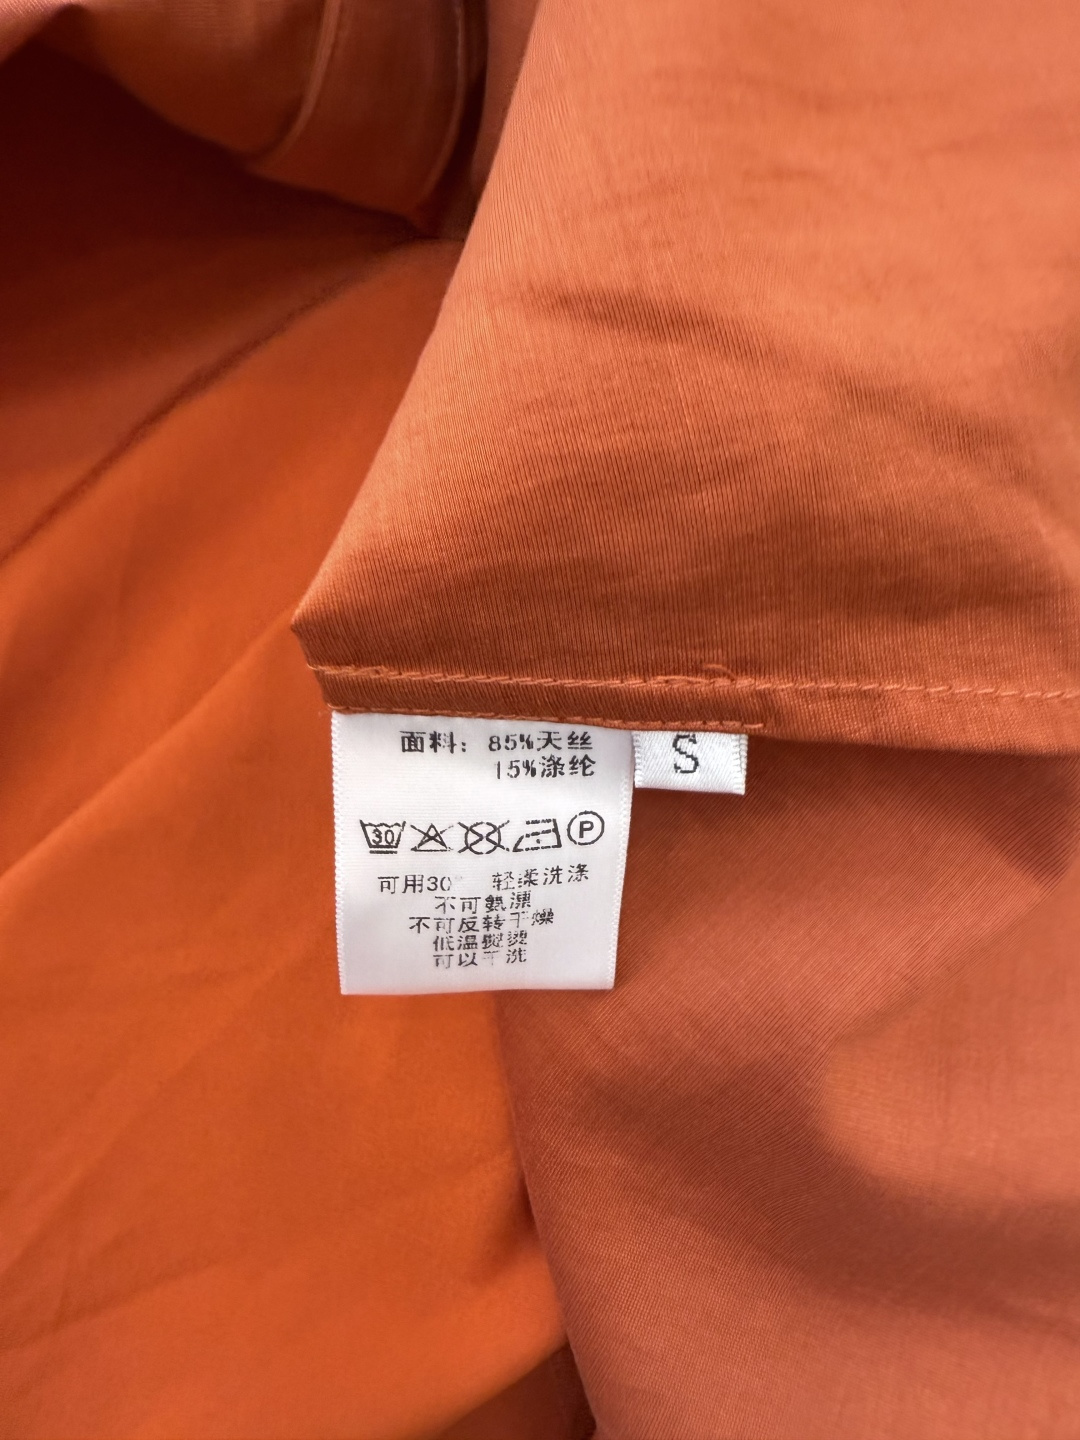 面料：85%天丝
15%涤纶
S
30
P
可用30° 轻柔洗涤
不可氯漂
不可反转干燥
低温熨烫
可以干洗